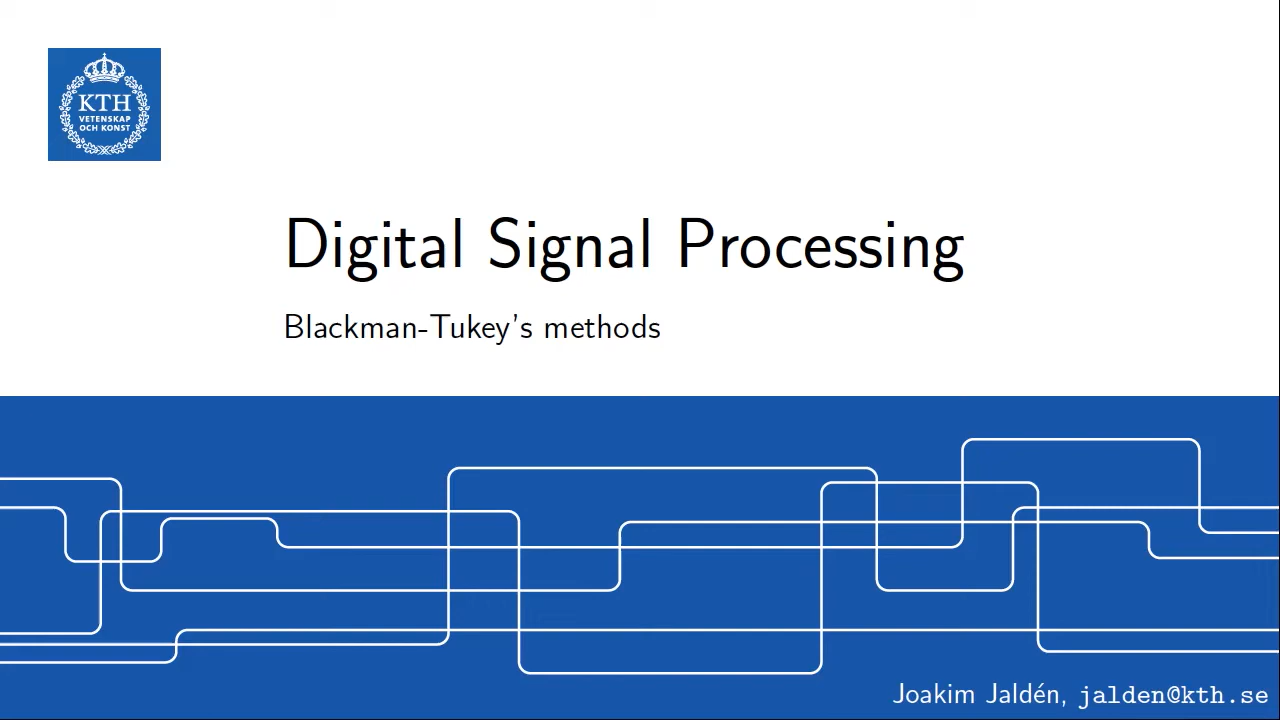 KTH
VETENSKAP
OCH KONST
Digital Signal Processing
Blackman-Tukey's methods
Joakim Jaldén, jalden@kth.se